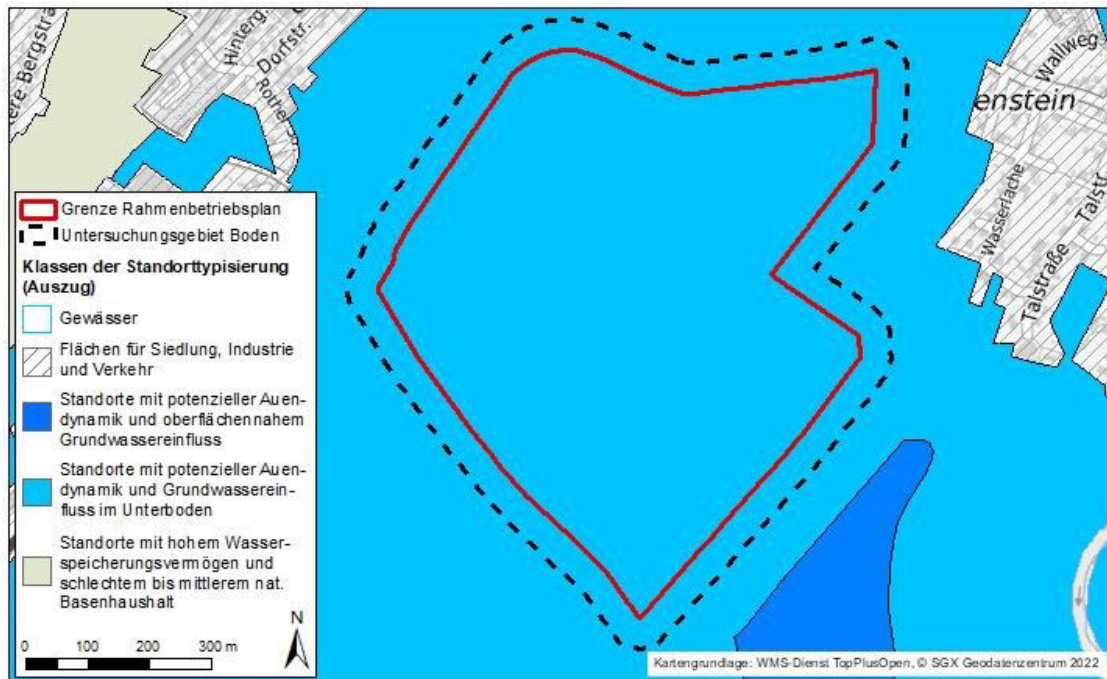 ere Bergstra
Hinterg.
Dorfstr.
Wallweg
enstein
Wasserlache
Talstr
Talstraße
Grenze Rahmenbetriebsplan
Untersuchungsgebiet Boden
Klassen der Standorttypisierung
(Auszug)
Gewässer
Flächen für Siedlung, Industrie
und Verkehr
Standorte mit potenzieller Auen-
dynamik und oberflächennahem
Grundwassereinfluss
Standorte mit potenzieller Auen-
dynamik und Grundwasserein-
fluss im Unterboden
Standorte mit hohem Wasser-
speicherungsvermögen und
schlechtem bis mittlerem nat.
Basenhaushalt
N
0 100 200 300 m
Kartengrundlage: WMS-Dienst TopPlusOpen, © SGX Geodatenzentrum 2022